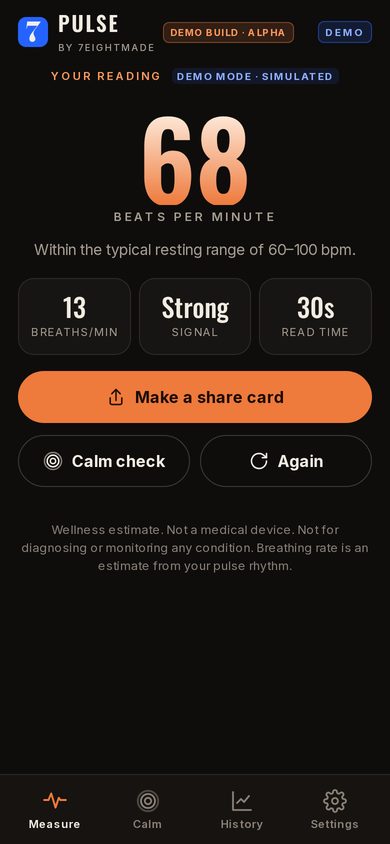 7
PULSE
BY 7EIGHTMADE
DEMO BUILD · ALPHA
DEMO
YOUR READING
DEMO MODE · SIMULATED
68
BEATS PER MINUTE
Within the typical resting range of 60–100 bpm.
13
BREATHS/MIN
Strong
SIGNAL
30s
READ TIME
Make a share card
Calm check
Again
Wellness estimate. Not a medical device. Not for
diagnosing or monitoring any condition. Breathing rate is an
estimate from your pulse rhythm.
Measure
Calm
History
Settings